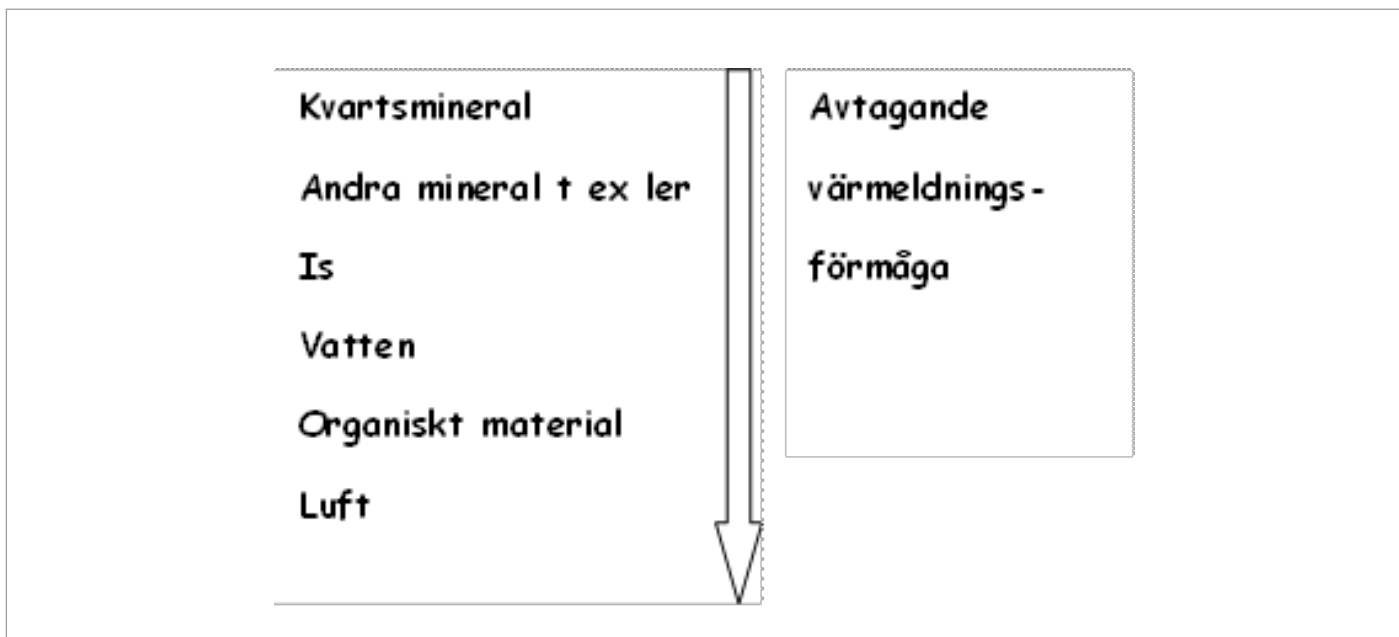 Kvartsmineral
Andra mineral t ex ler
Is
Vatten
Organiskt material
Luft
Avtagande
värmeldnings-
förmåga